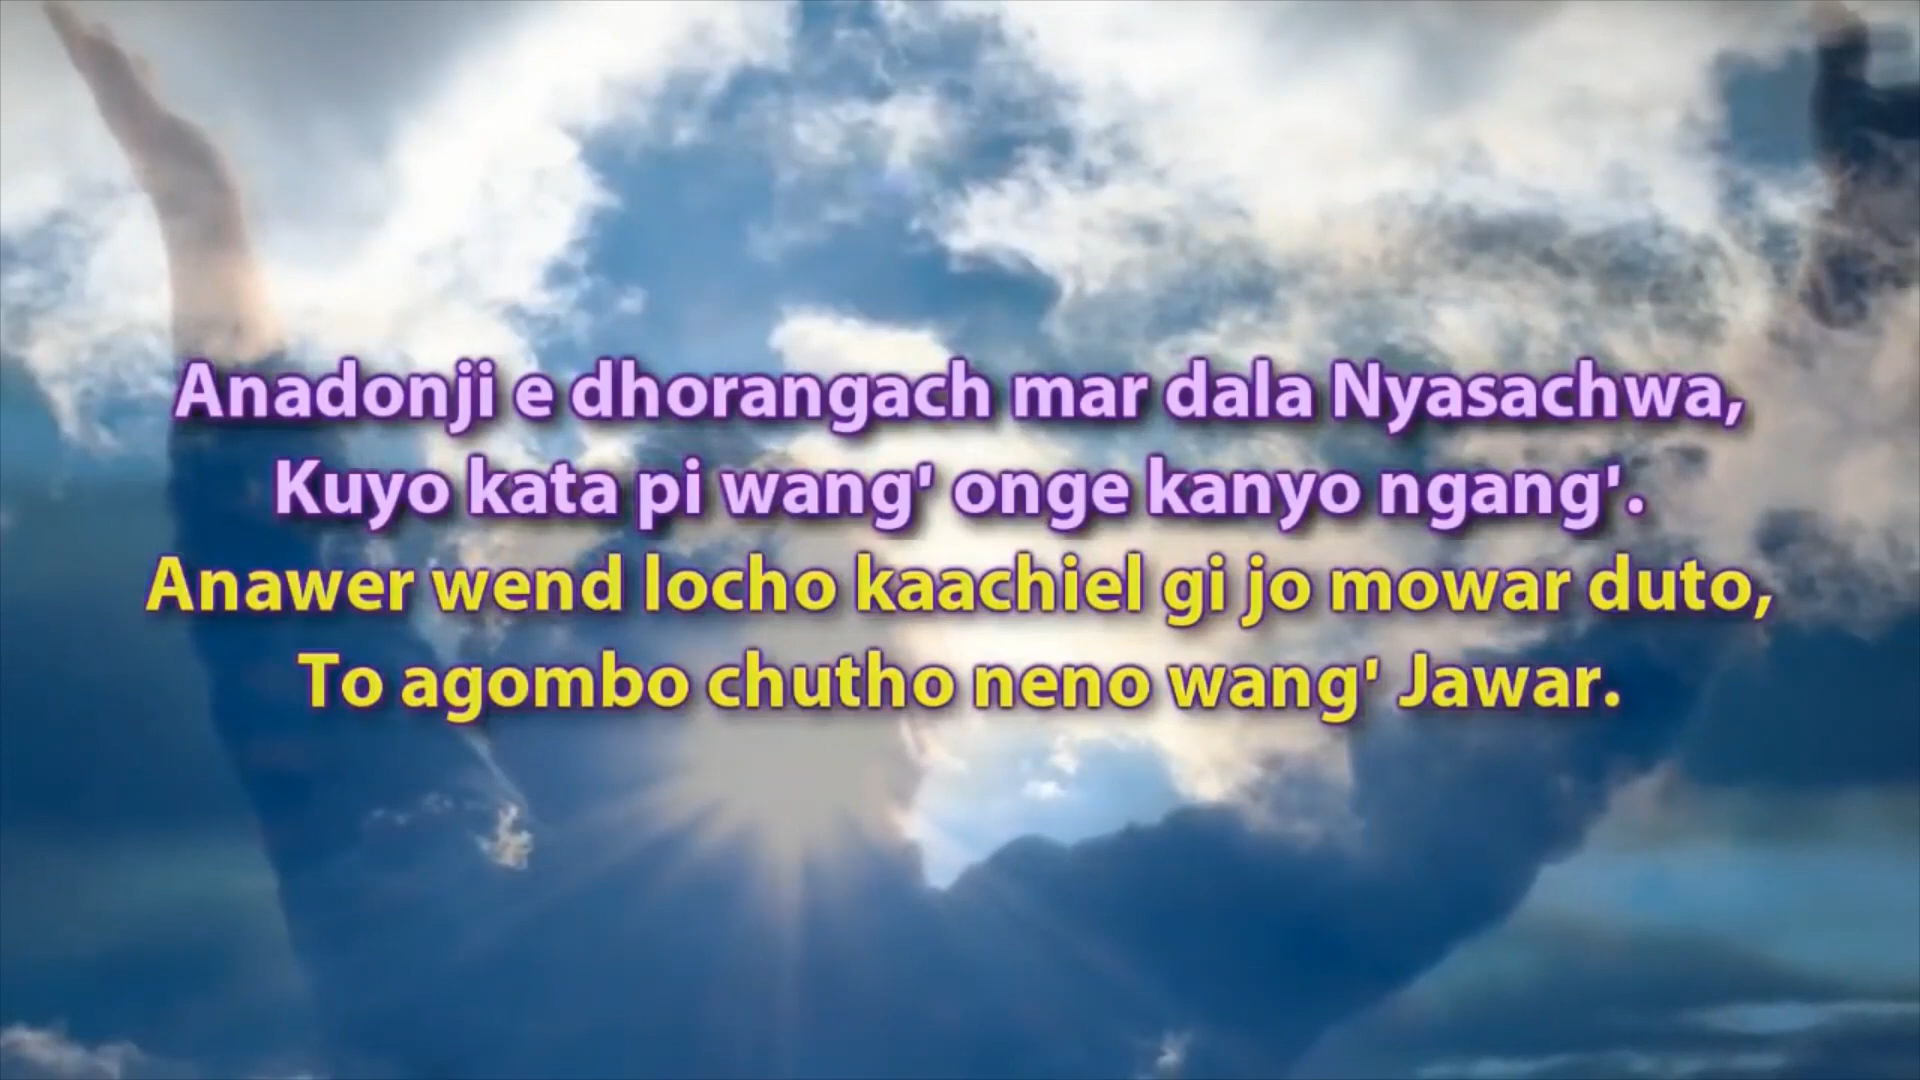 Anadonji e dhorangach mar dala Nyasachwa,
Kuyo kata pi wang' onge kanyo ngang'.
Anawer wend locho kaachiel gi jo mowar duto,
To agombo chutho neno wang' Jawar.